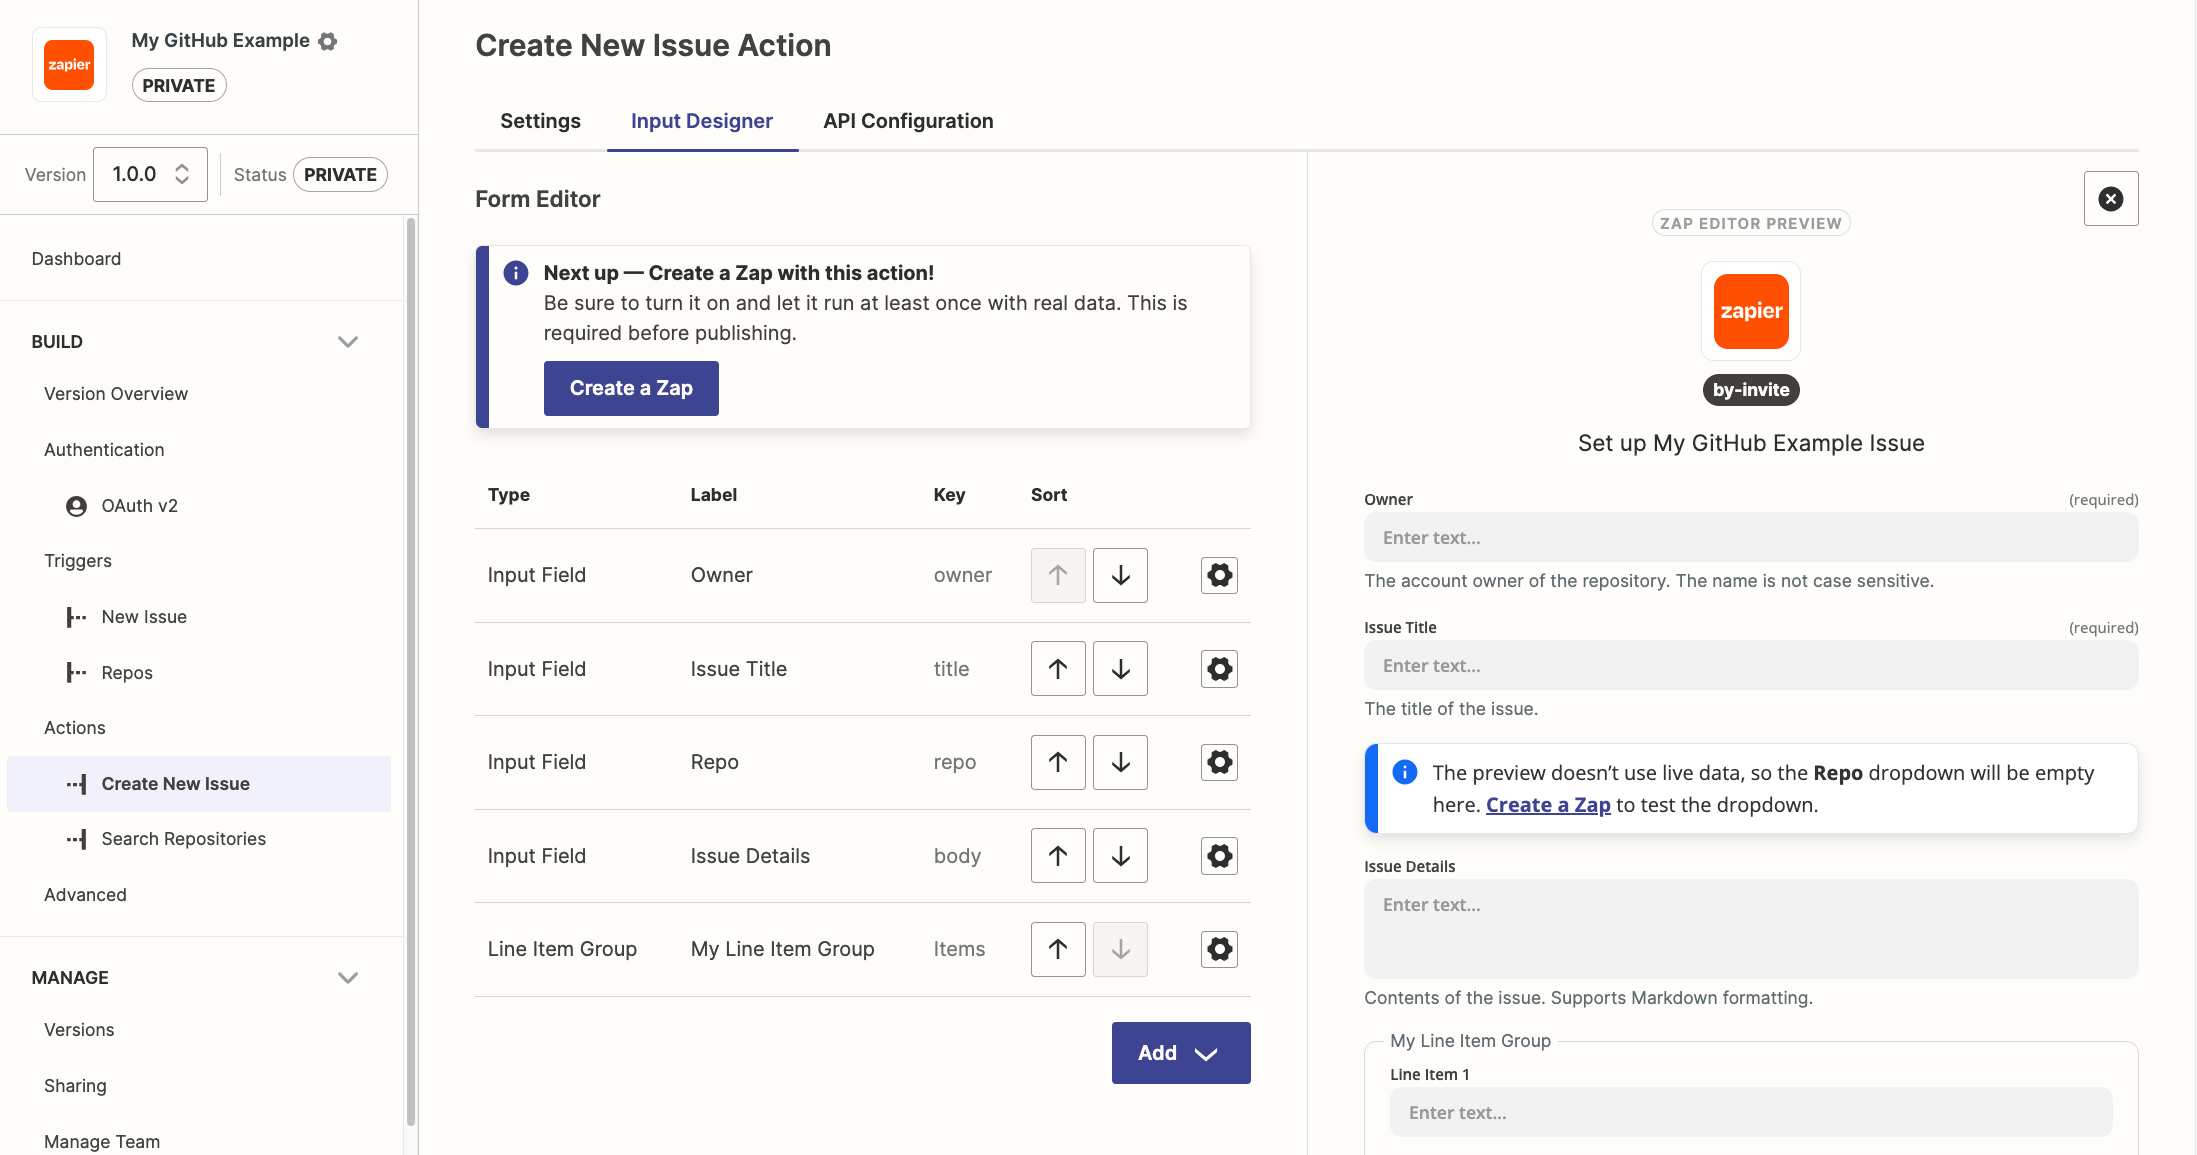 zapier
My GitHub Example
PRIVATE
Version
1.0.0
Status
PRIVATE
Dashboard
BUILD
Version Overview
Authentication
OAuth v2
Triggers
New Issue
Repos
Actions
Create New Issue
Search Repositories
Advanced
MANAGE
Versions
Sharing
Manage Team
Create New Issue Action
Settings
Input Designer
API Configuration
Form Editor
Next up — Create a Zap with this action!
Be sure to turn it on and let it run at least once with real data. This is
required before publishing.
Create a Zap
Type Label Key Sort
Input Field Owner owner
Input Field Issue Title title
Input Field Repo repo
Input Field Issue Details body
Line Item Group My Line Item Group Items
Add
ZAP EDITOR PREVIEW
zapier
by-invite
Set up My GitHub Example Issue
Owner (required)
Enter text...
The account owner of the repository. The name is not case sensitive.
Issue Title (required)
Enter text...
The title of the issue.
The preview doesn’t use live data, so the Repo dropdown will be empty
here. Create a Zap to test the dropdown.
Issue Details
Enter text...
Contents of the issue. Supports Markdown formatting.
My Line Item Group
Line Item 1
Enter text...